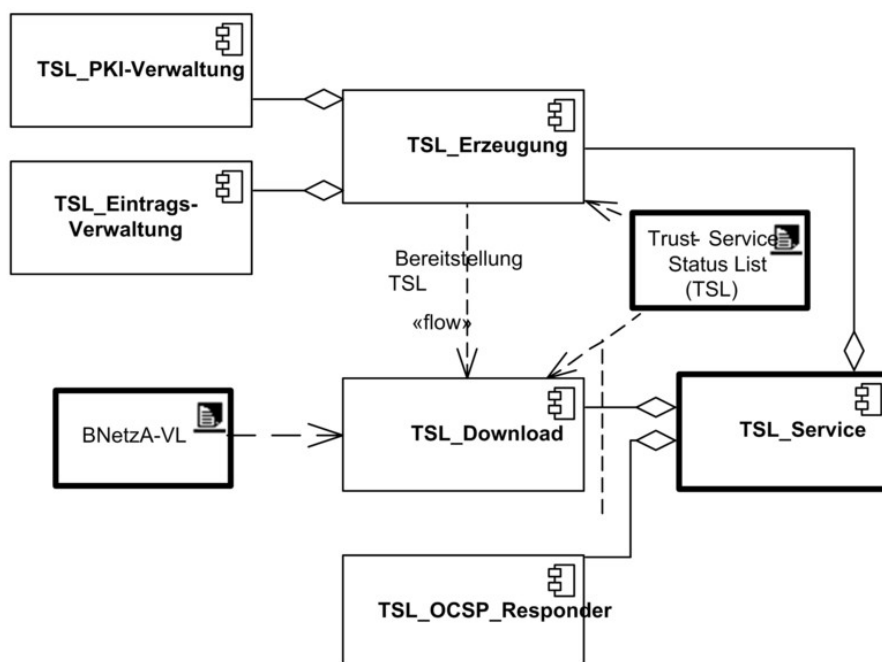 TSL_PKI-Verwaltung
TSL_Erzeugung
TSL_Eintrags-
Verwaltung
Trust- Service
Status List
(TSL)
Bereitstellung
TSL
«flow»
BNetzA-VL
TSL_Download
TSL_Service
TSL_OCSP_Responder